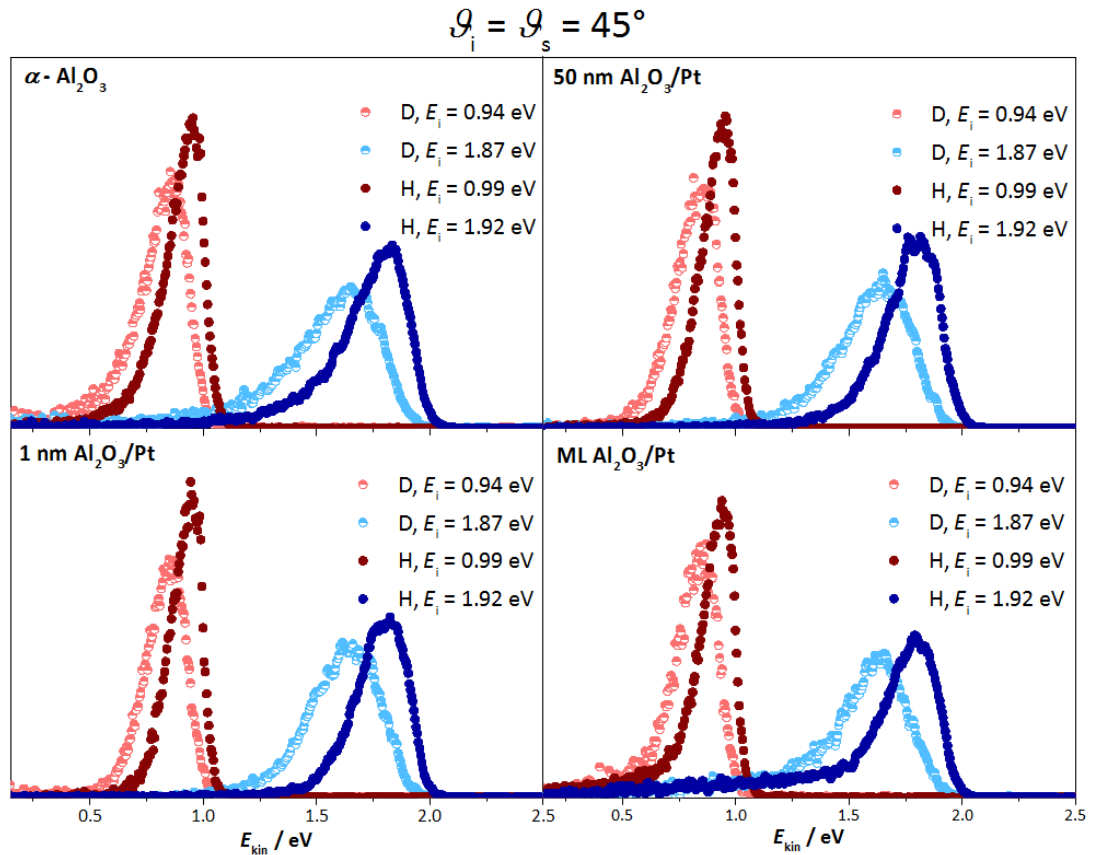 𝜗i = 𝜗s = 45°
α - Al2O3
D, Ei = 0.94 eV
D, Ei = 1.87 eV
H, Ei = 0.99 eV
H, Ei = 1.92 eV
50 nm Al2O3/Pt
D, Ei = 0.94 eV
D, Ei = 1.87 eV
H, Ei = 0.99 eV
H, Ei = 1.92 eV
1 nm Al2O3/Pt
D, Ei = 0.94 eV
D, Ei = 1.87 eV
H, Ei = 0.99 eV
H, Ei = 1.92 eV
0.5 1.0 1.5 2.0 2.5
Ekin / eV
ML Al2O3/Pt
D, Ei = 0.94 eV
D, Ei = 1.87 eV
H, Ei = 0.99 eV
H, Ei = 1.92 eV
0.5 1.0 1.5 2.0 2.5
Ekin / eV